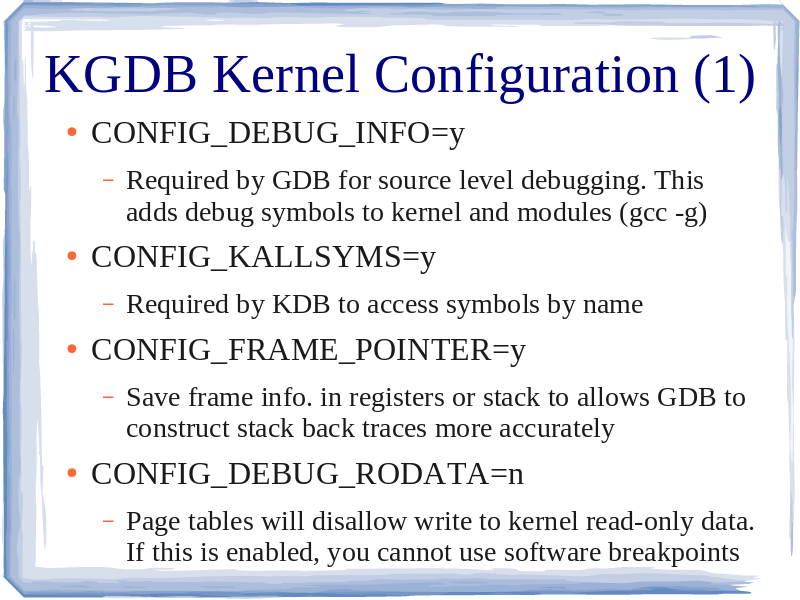 KGDB Kernel Configuration (1)
• CONFIG_DEBUG_INFO=y
– Required by GDB for source level debugging. This
adds debug symbols to kernel and modules (gcc -g)
• CONFIG_KALLSYMS=y
– Required by KDB to access symbols by name
• CONFIG_FRAME_POINTER=y
– Save frame info. in registers or stack to allows GDB to
construct stack back traces more accurately
• CONFIG_DEBUG_RODATA=n
– Page tables will disallow write to kernel read-only data.
If this is enabled, you cannot use software breakpoints